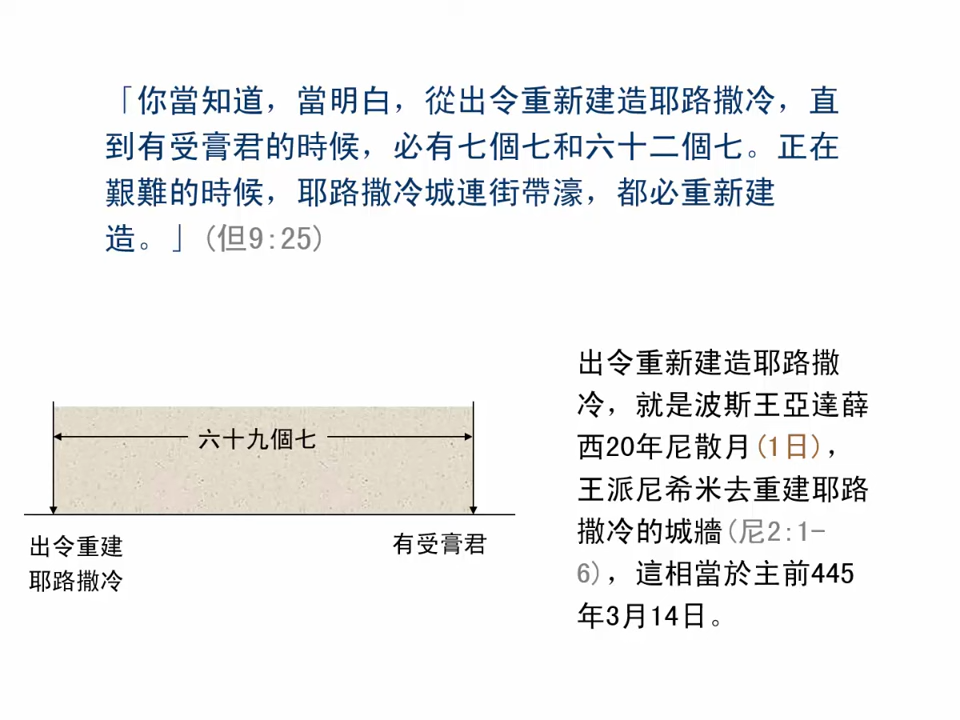 「你當知道，當明白，從出令重新建造耶路撒冷，直
到有受膏君的時候，必有七個七和六十二個七。正在
艱難的時候，耶路撒冷城連街帶濠，都必重新建
造。」(但9:25)
六十九個七
出令重建
耶路撒冷
有受膏君
出令重新建造耶路撒
冷，就是波斯王亞達薛
西20年尼散月(1日)，
王派尼希米去重建耶路
撒冷的城牆(尼2:1-
6)，這相當於主前445
年3月14日。